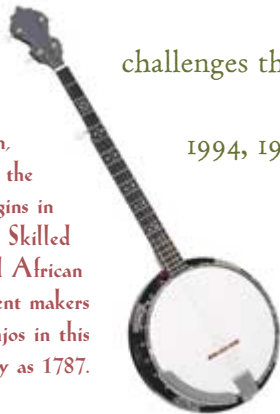 challenges th
1994, 19
n,
the
gins in
Skilled
l African
ent makers
njos in this
y as 1787.